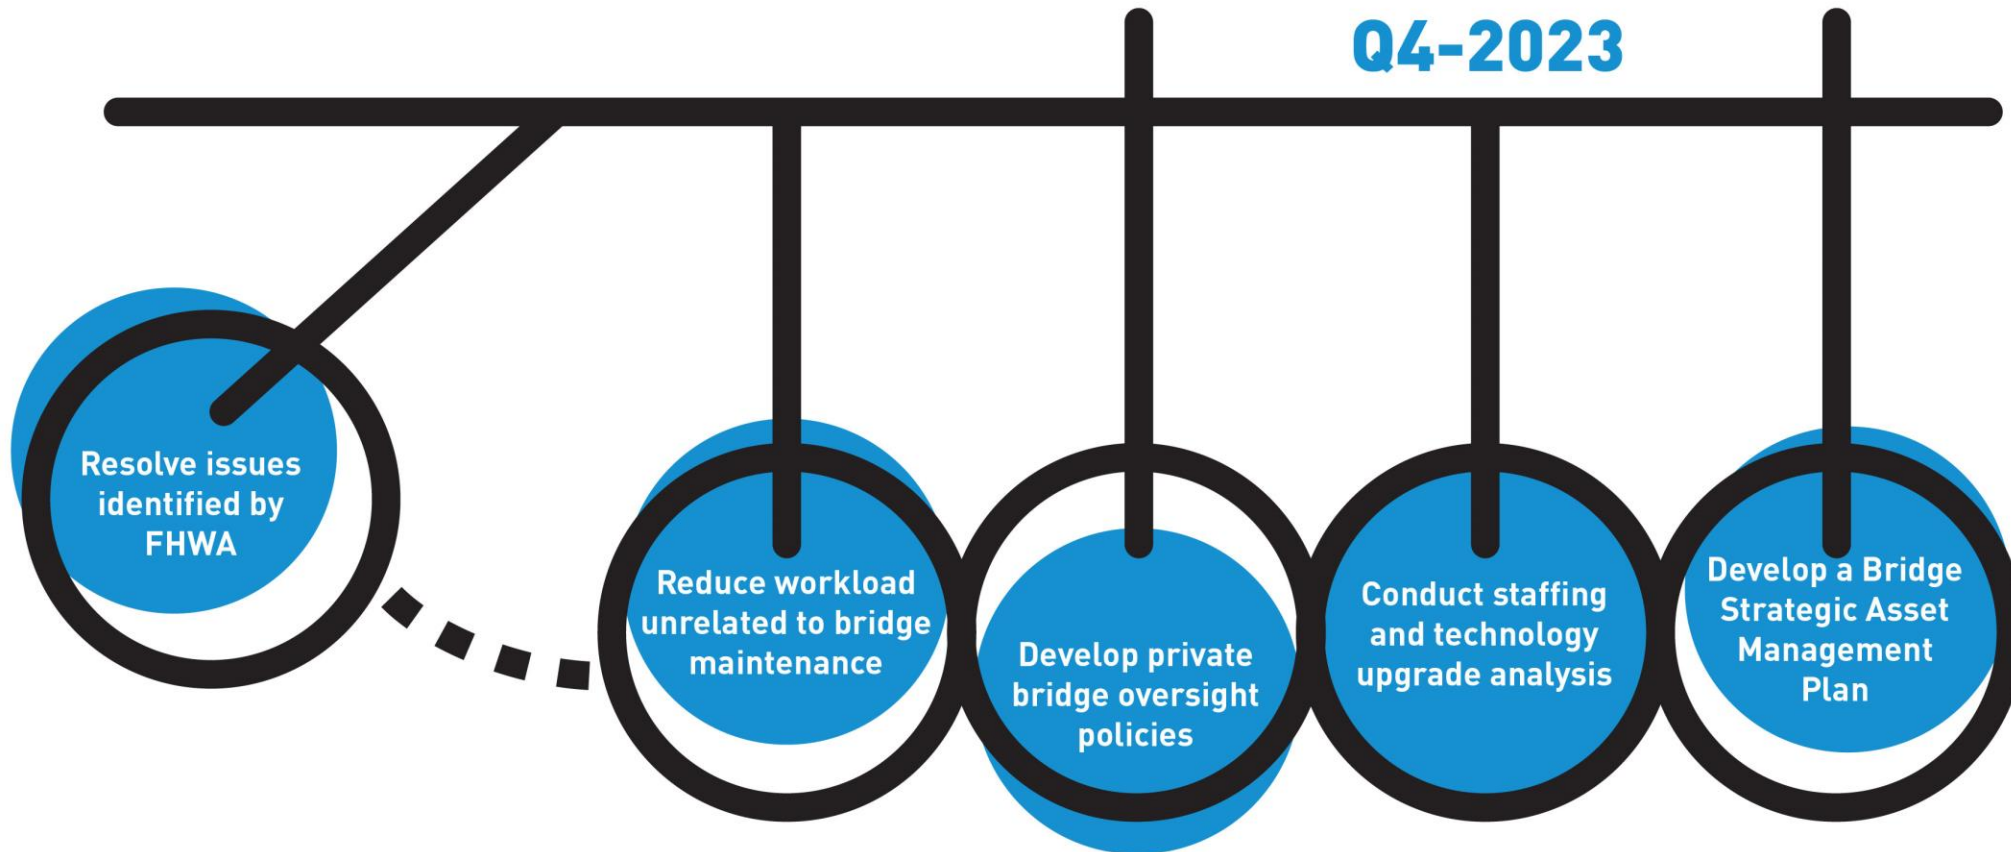 Q4-2023
Resolve issues
identified by
FHWA
Reduce workload
unrelated to bridge
maintenance
Develop private
bridge oversight
policies
Conduct staffing
and technology
upgrade analysis
Develop a Bridge
Strategic Asset
Management
Plan